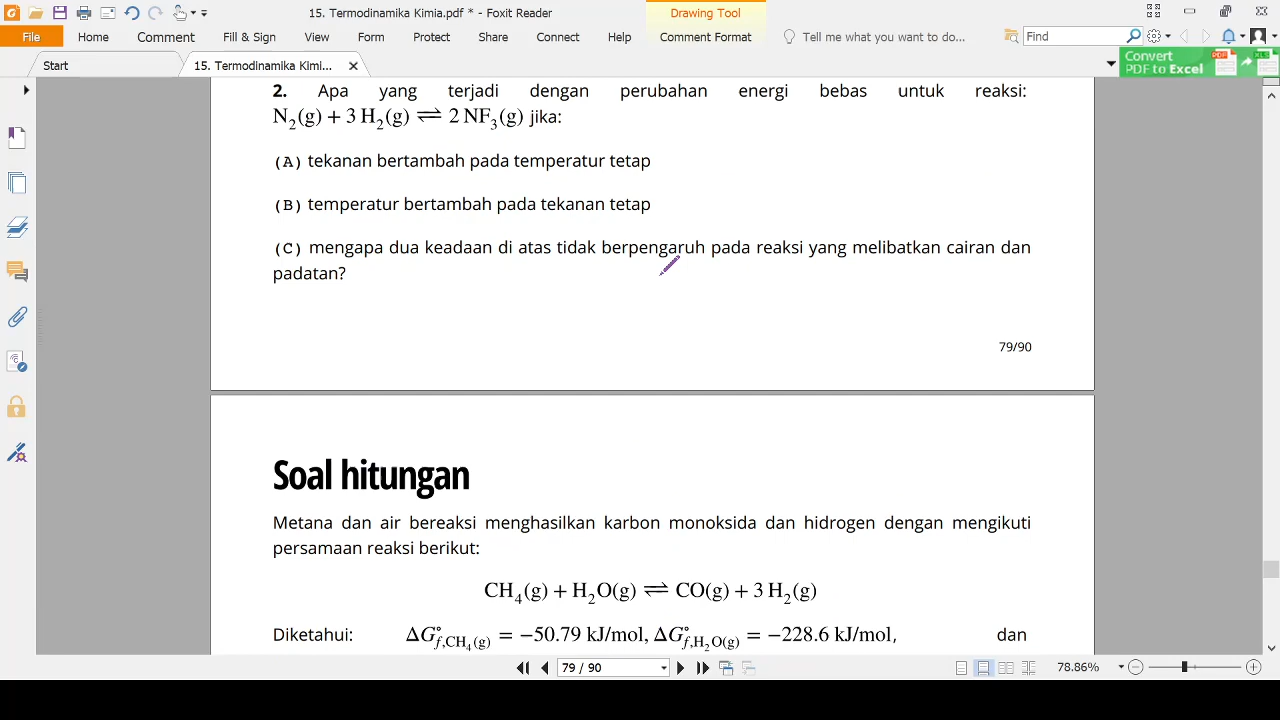 15. Termodinamika Kimia.pdf * - Foxit Reader
Drawing Tool
File Home Comment Fill & Sign View Form Protect Share Connect Help Comment Format Tell me what you want to do... Find
Start 15. Termodinamika Kimi...
Convert
PDF to Excel
PDF
XLS
2. Apa yang terjadi dengan perubahan energi bebas untuk reaksi:
N₂(g) + 3 H₂(g) ⇌ 2 NF₃(g) jika:
(A) tekanan bertambah pada temperatur tetap
(B) temperatur bertambah pada tekanan tetap
(C) mengapa dua keadaan di atas tidak berpengaruh pada reaksi yang melibatkan cairan dan
padatan?
79/90
Soal hitungan
Metana dan air bereaksi menghasilkan karbon monoksida dan hidrogen dengan mengikuti
persamaan reaksi berikut:
CH₄(g) + H₂O(g) ⇌ CO(g) + 3 H₂(g)
Diketahui: ΔG°f,CH₄(g) = −50.79 kJ/mol, ΔG°f,H₂O(g) = −228.6 kJ/mol, dan
79 / 90
78.86%